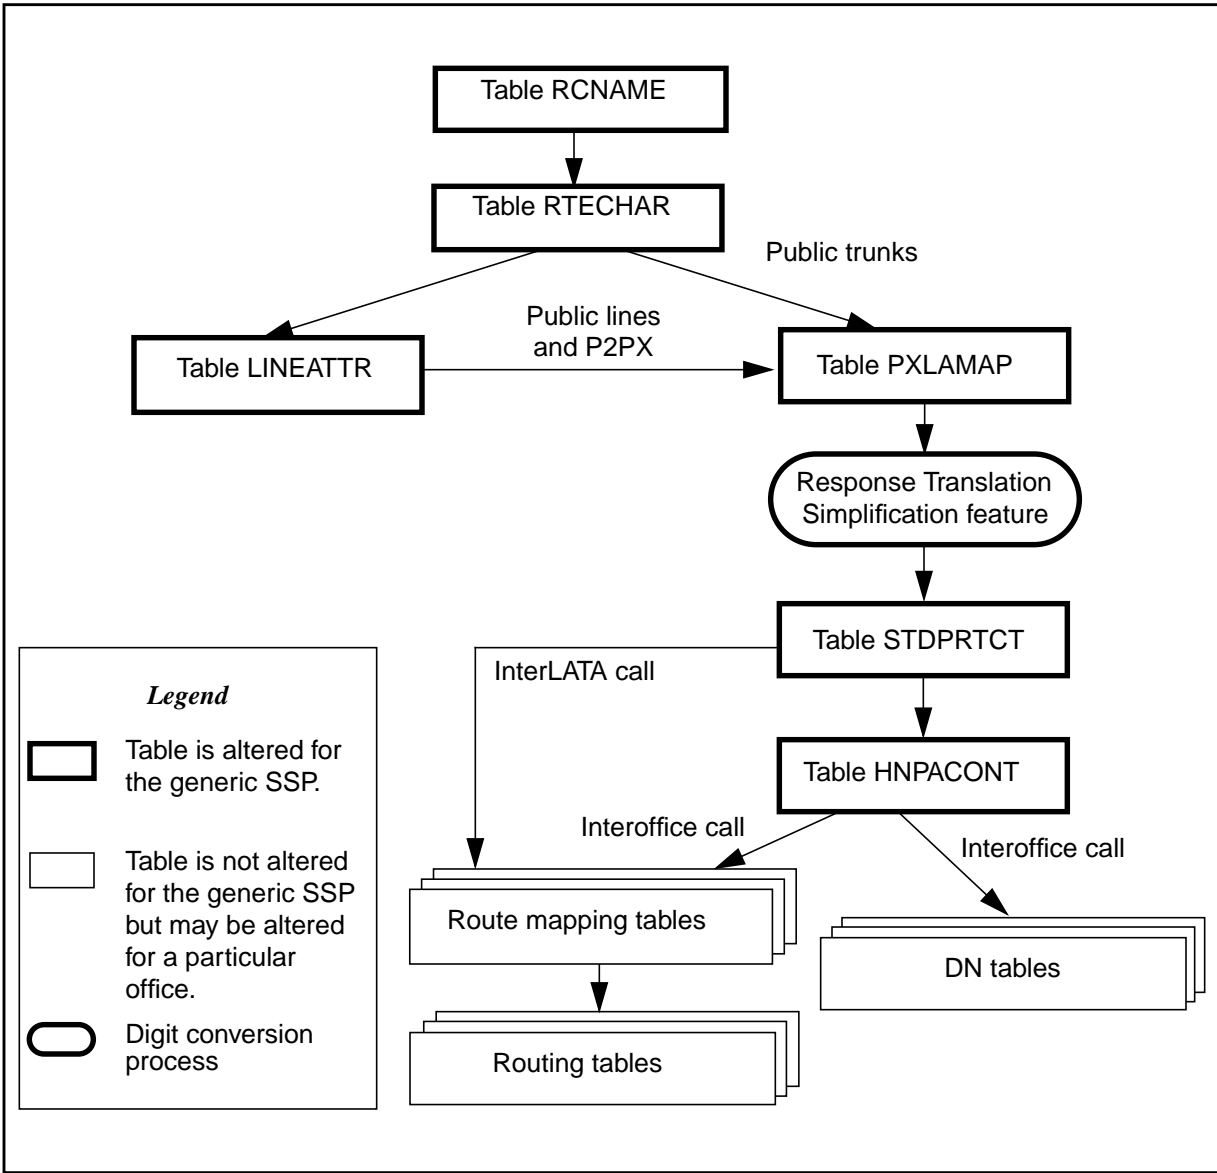 Table RCNAME
Table RTECHAR
Public trunks
Public lines
and P2PX
Table LINEATTR
Table PXLAMAP
Response Translation
Simplification feature
Table STDPRTCT
InterLATA call
Table HNPACONT
Interoffice call
Interoffice call
Route mapping tables
DN tables
Routing tables
Legend
Table is altered for
the generic SSP.
Table is not altered
for the generic SSP
but may be altered
for a particular
office.
Digit conversion
process